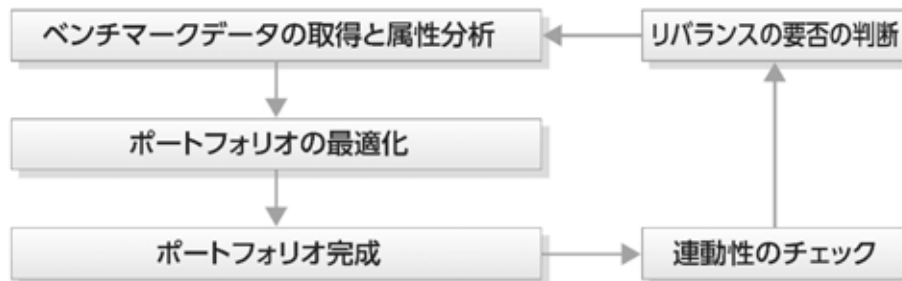 ベンチマークデータの取得と属性分析
リバランスの要否の判断
ポートフォリオの最適化
ポートフォリオ完成
連動性のチェック